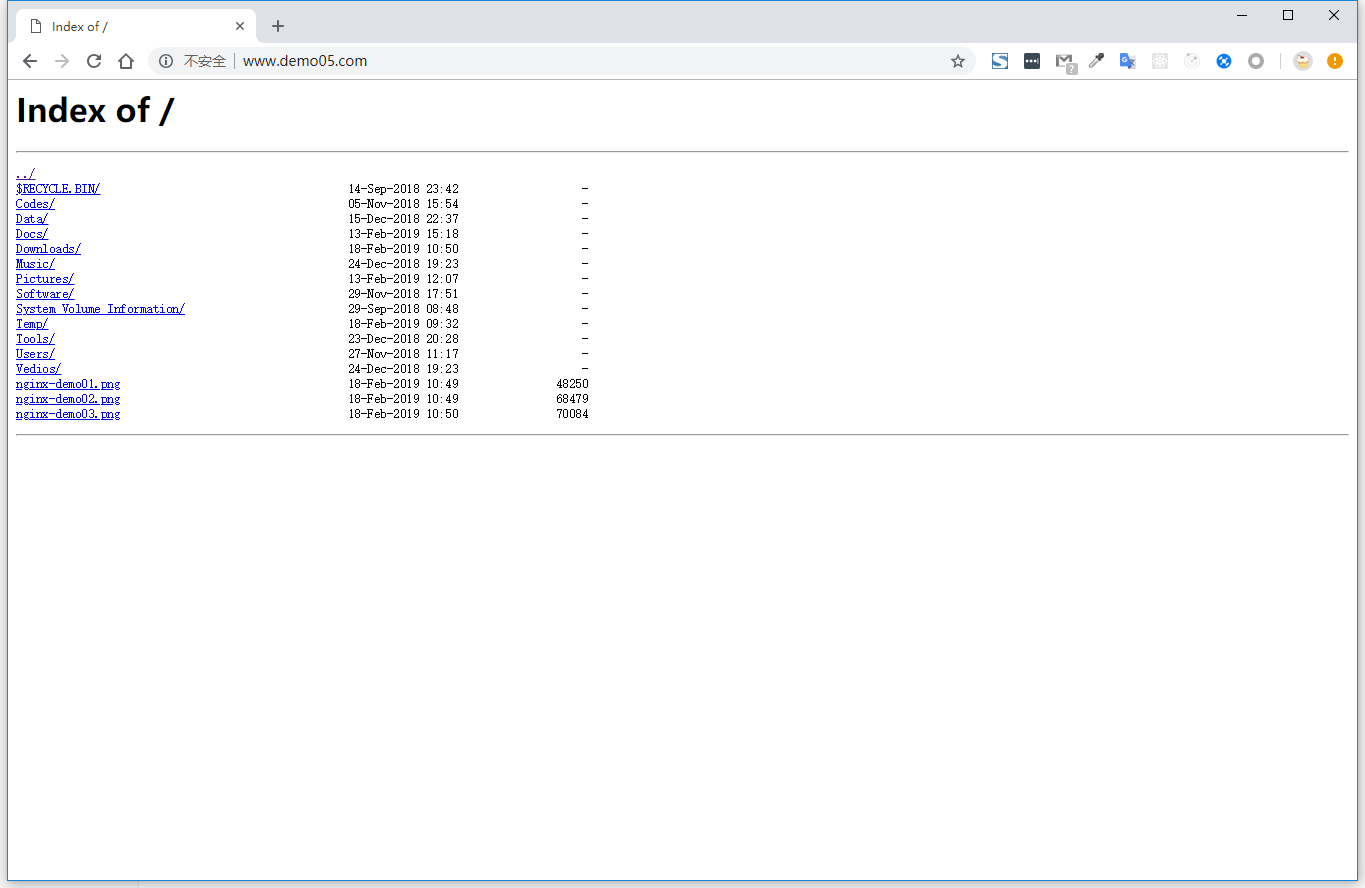 Index of /
不安全 www.demo05.com
Index of /
../
$RECYCLE.BIN/ 14-Sep-2018 23:42 -
Codes/ 05-Nov-2018 15:54 -
Data/ 15-Dec-2018 22:37 -
Docs/ 13-Feb-2019 15:18 -
Downloads/ 18-Feb-2019 10:50 -
Music/ 24-Dec-2018 19:23 -
Pictures/ 13-Feb-2019 12:07 -
Software/ 29-Nov-2018 17:51 -
System Volume Information/ 29-Sep-2018 08:48 -
Temp/ 18-Feb-2019 09:32 -
Tools/ 23-Dec-2018 20:28 -
Users/ 27-Nov-2018 11:17 -
Vedios/ 24-Dec-2018 19:23 -
nginx-demo01.png 18-Feb-2019 10:49 48250
nginx-demo02.png 18-Feb-2019 10:49 68479
nginx-demo03.png 18-Feb-2019 10:50 70084